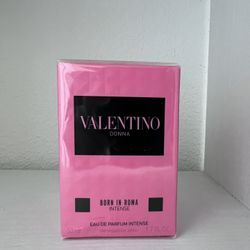 VALENTINO
DONNA
BORN IN ROMA
INTENSE
EAU DE PARFUM INTENSE